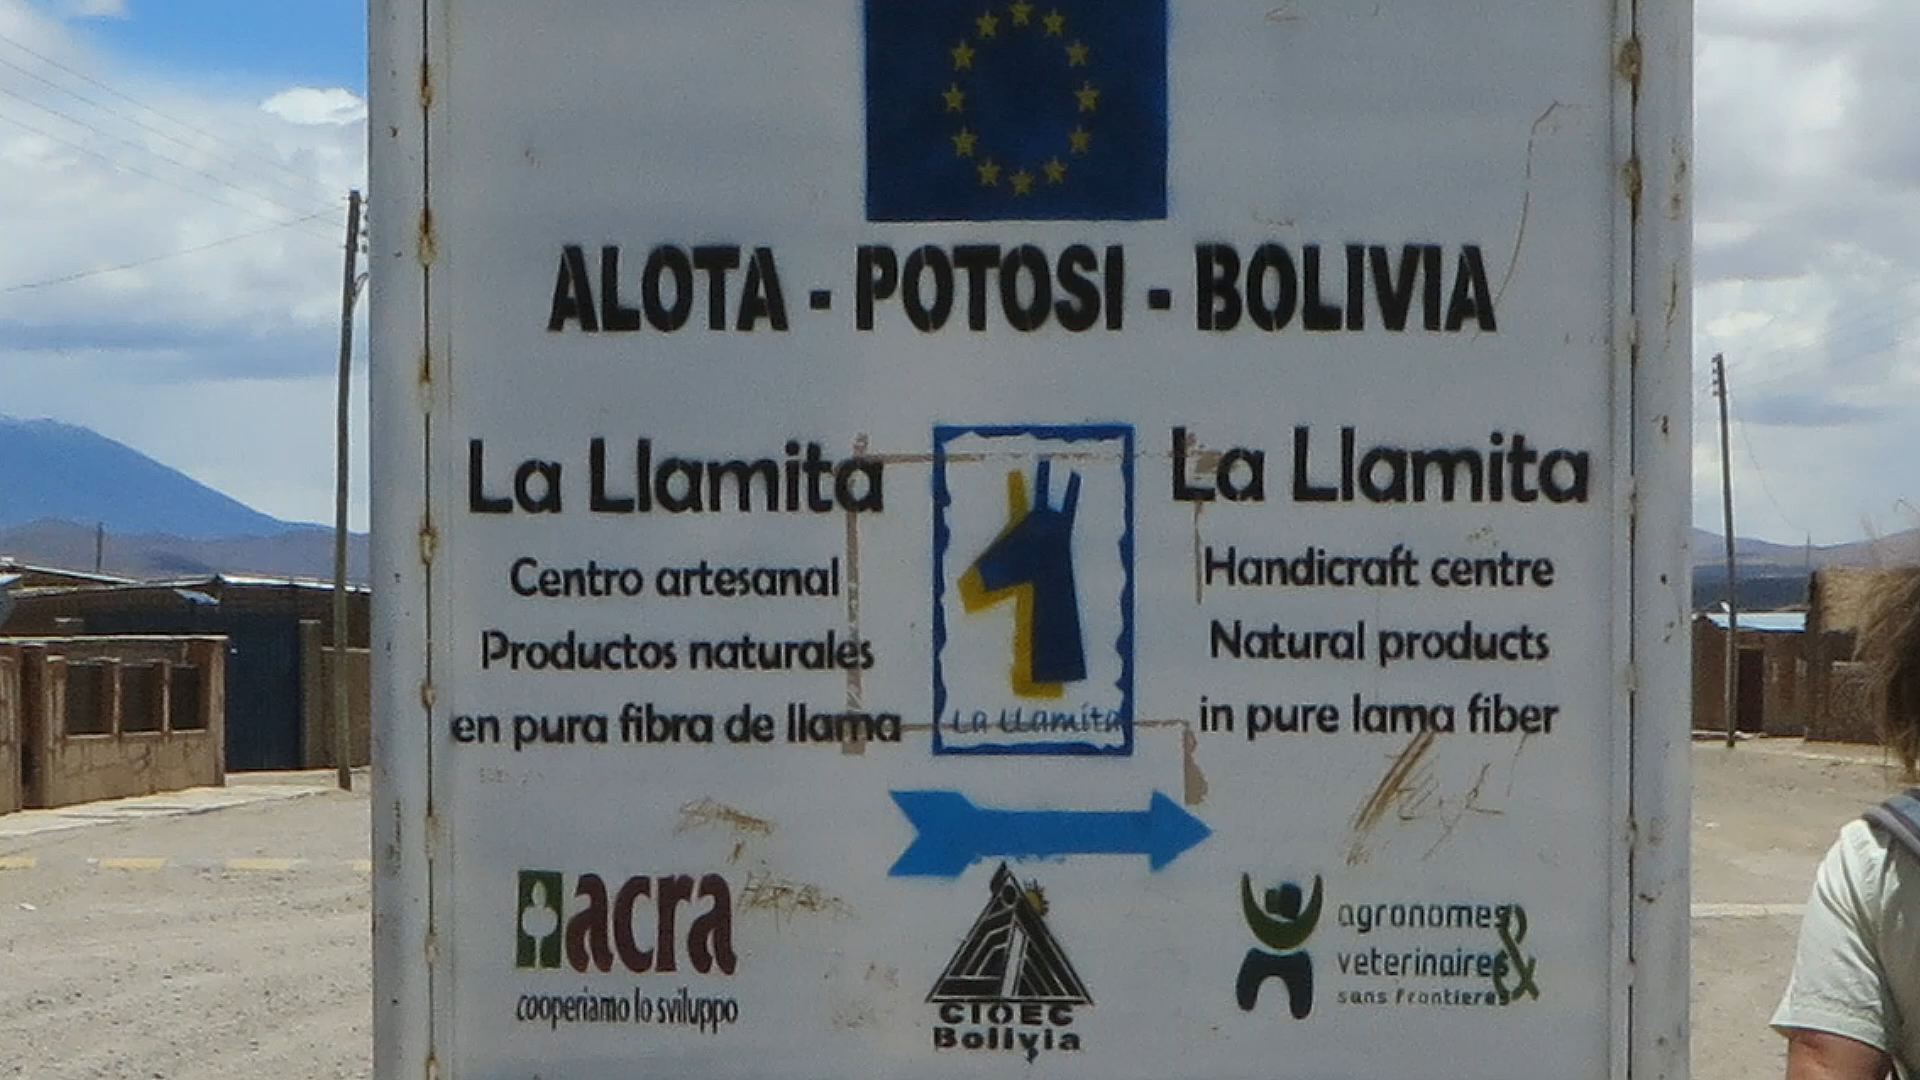 ALOTA - POTOSI - BOLIVIA
La Llamita
Centro artesanal
Productos naturales
en pura fibra de llama
La Llamita
La Llamita
Handicraft centre
Natural products
in pure lama fiber
acra
cooperiamo lo sviluppo
CIOEC
Bolivia
agronomes &
veterinaires
sans frontieres